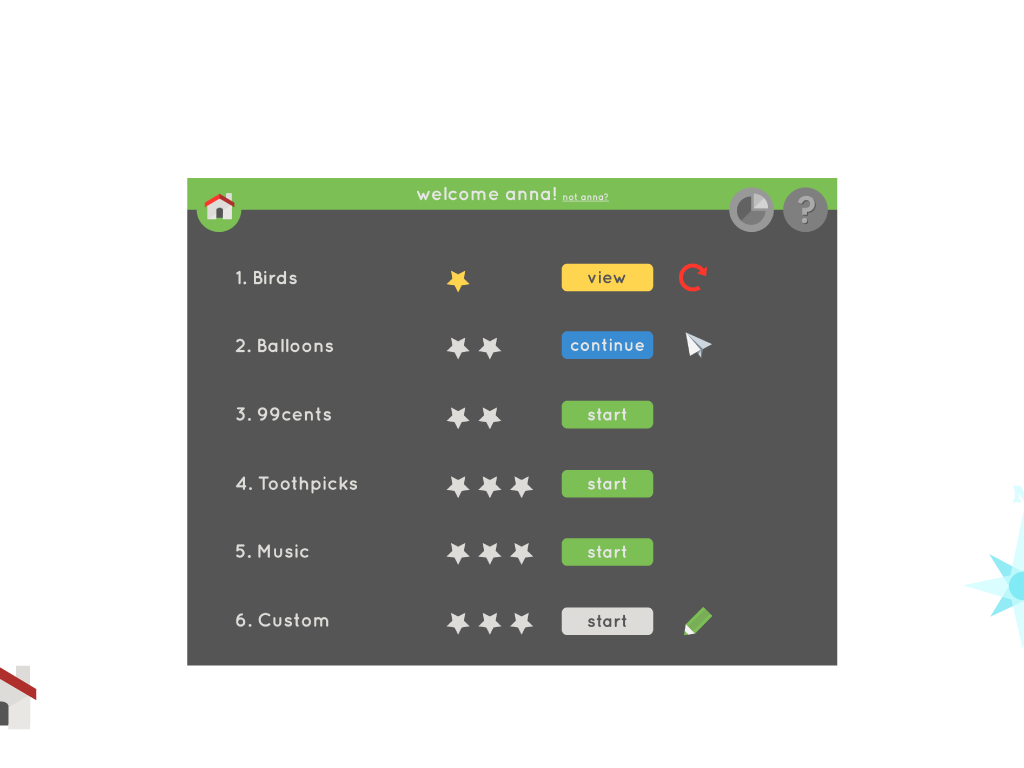 welcome anna! not anna?
?
1. Birds view
2. Balloons continue
3. 99cents start
4. Toothpicks start
5. Music start
6. Custom start